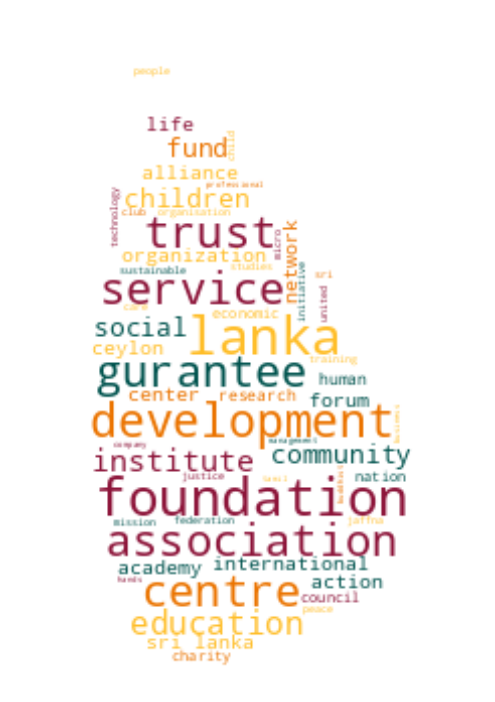 people
life
child
fund
alliance
professional
children
technology
club organisation
trust
micro
network
organization
sustainable studies
sri
initiative
united
service
care
economic
social lanka
ceylon
training
gurantee
human
center research forum
development
business
management
company
community
institute
justice
tamil
nation
buddhist
foundation
mission federation jaffna
association
academy international
hands
action
centre
council
peace
education
sri lanka
charity